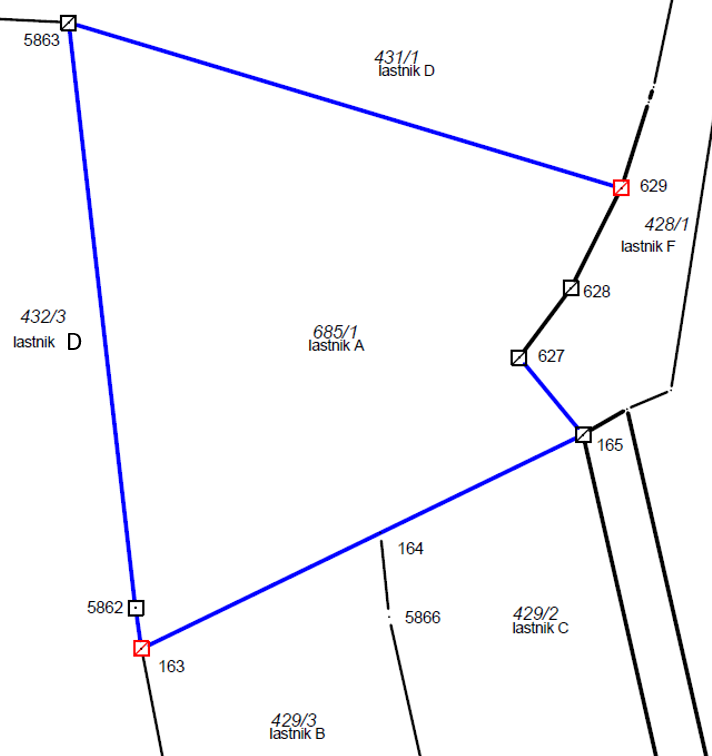 5863
431/1
lastnik D
629
428/1
lastnik F
628
432/3
lastnik D
685/1
lastnik A
627
165
164
5862
5866
429/2
lastnik C
163
429/3
lastnik B